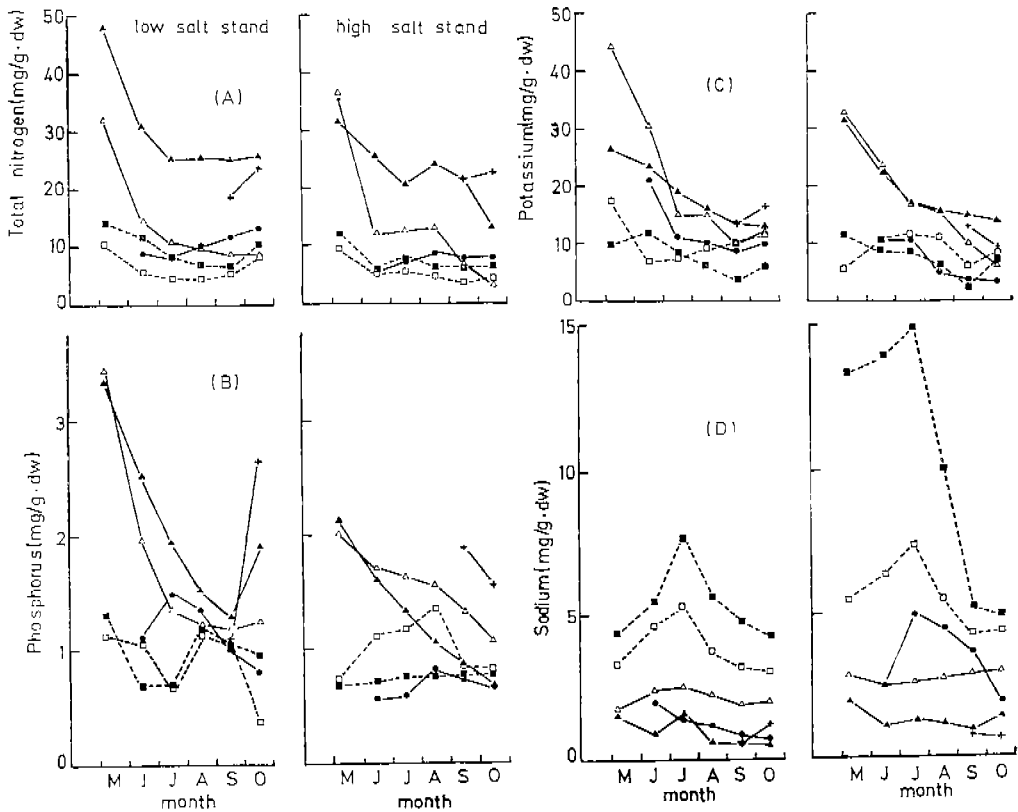 low salt stand
high salt stand
Total nitrogen(mg/g·dw)
50
40
30
20
10
0
(A)
Potassium(mg/g·dw)
50
40
30
20
10
0
(C)
Phosphorus(mg/g·dw)
3
2
1
0
(B)
M J J A S O
month
M J J A S O
month
Sodium(mg/g·dw)
15
10
5
0
(D)
M J J A S O
month
M J J A S O
month